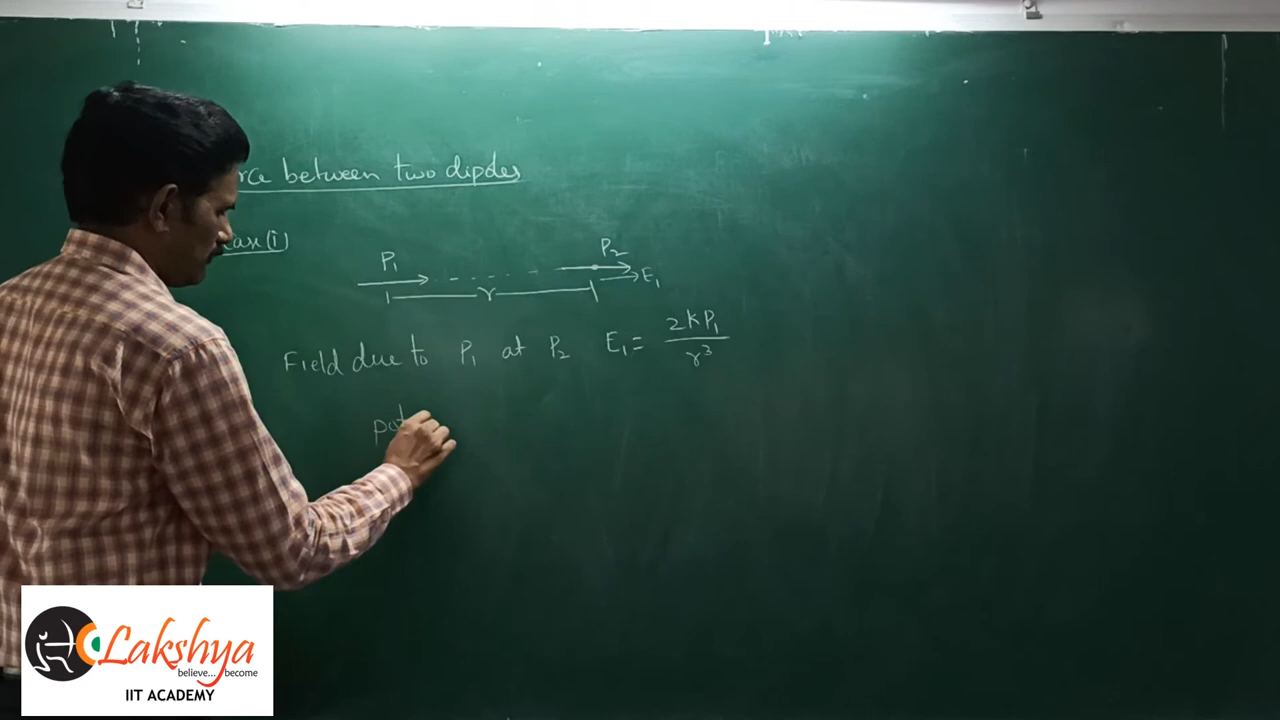 rce between two dipoles
case(i)
P₁
P₂
E₁
r
Field due to P₁ at P₂ E₁ = 2KP₁/r³
pot
Lakshya
believe... become
IIT ACADEMY